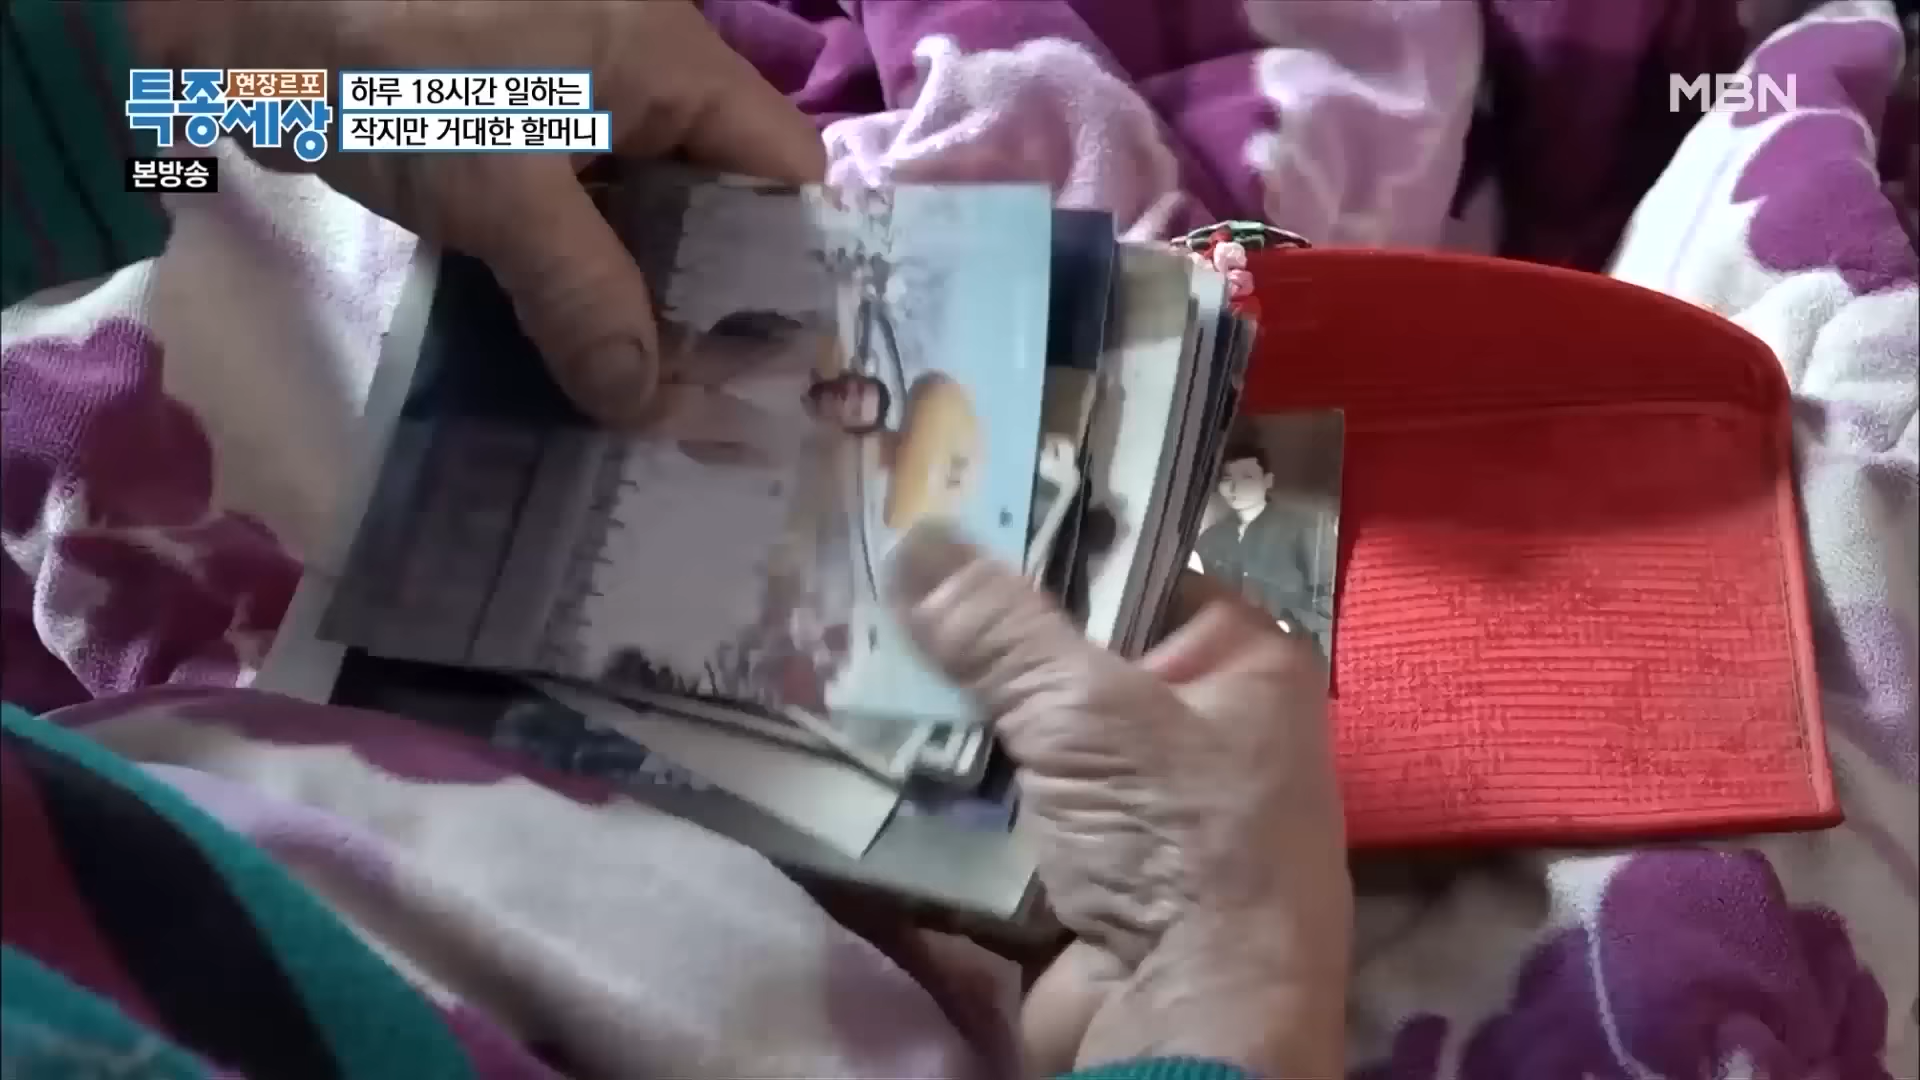 현장르포
특종세상
하루 18시간 일하는
작지만 거대한 할머니
본방송
MBN